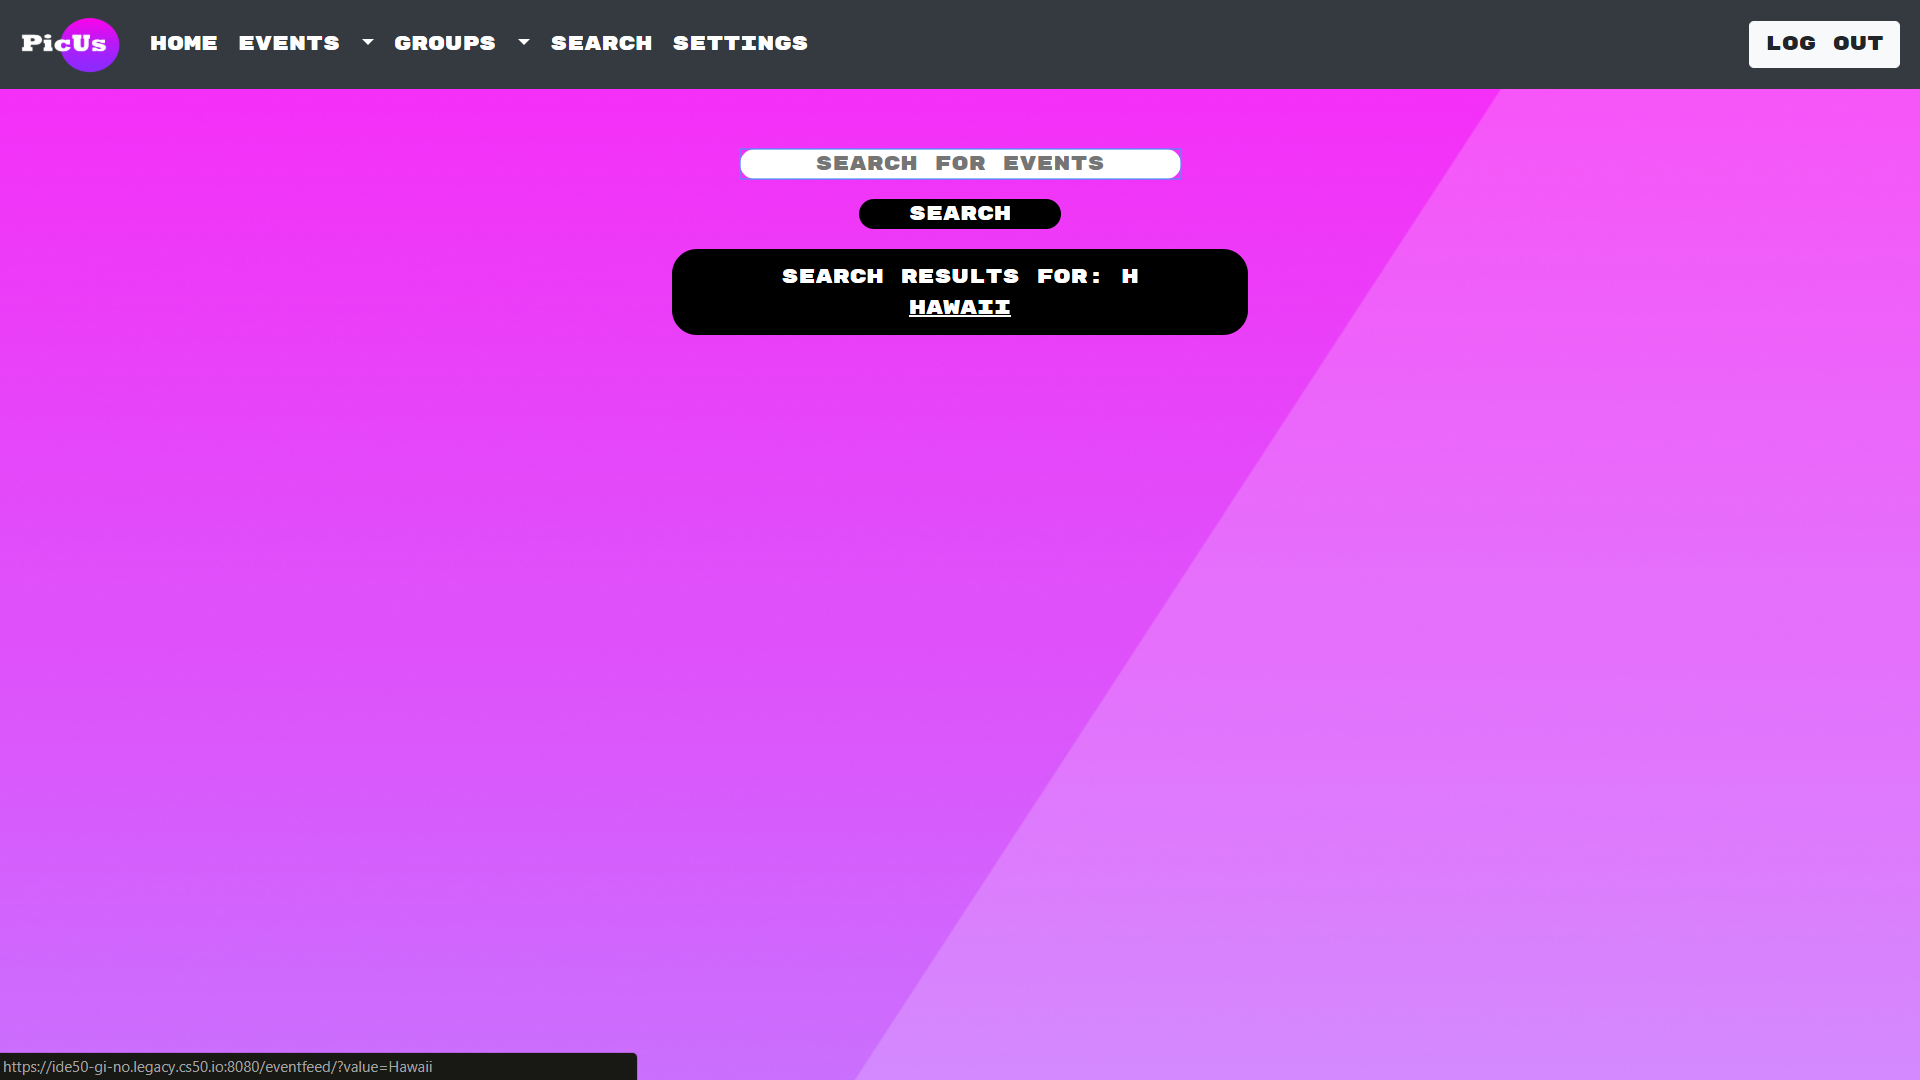 PicUs
HOME EVENTS GROUPS SEARCH SETTINGS
LOG OUT
SEARCH FOR EVENTS
SEARCH
SEARCH RESULTS FOR: H
HAWAII
https://ide50-gi-no.legacy.cs50.io:8080/eventfeed/?value=Hawaii